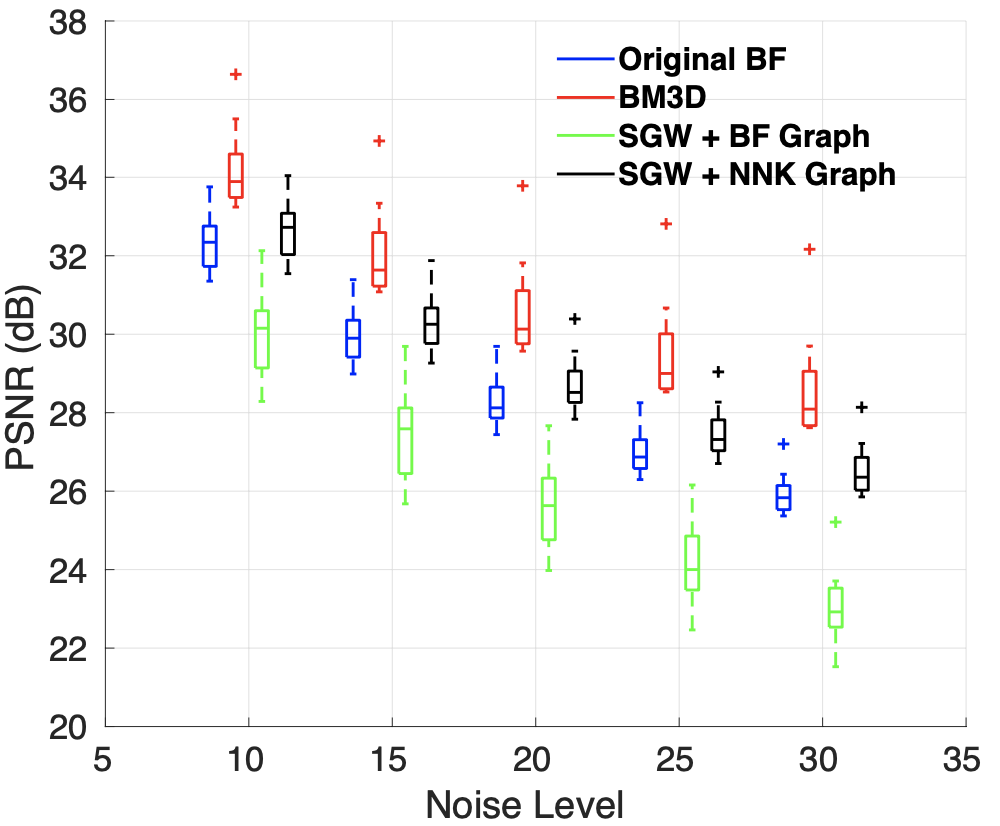 38
36
34
32
30
28
26
24
22
20
PSNR (dB)
Original BF
BM3D
SGW + BF Graph
SGW + NNK Graph
5
10
15
20
25
30
35
Noise Level